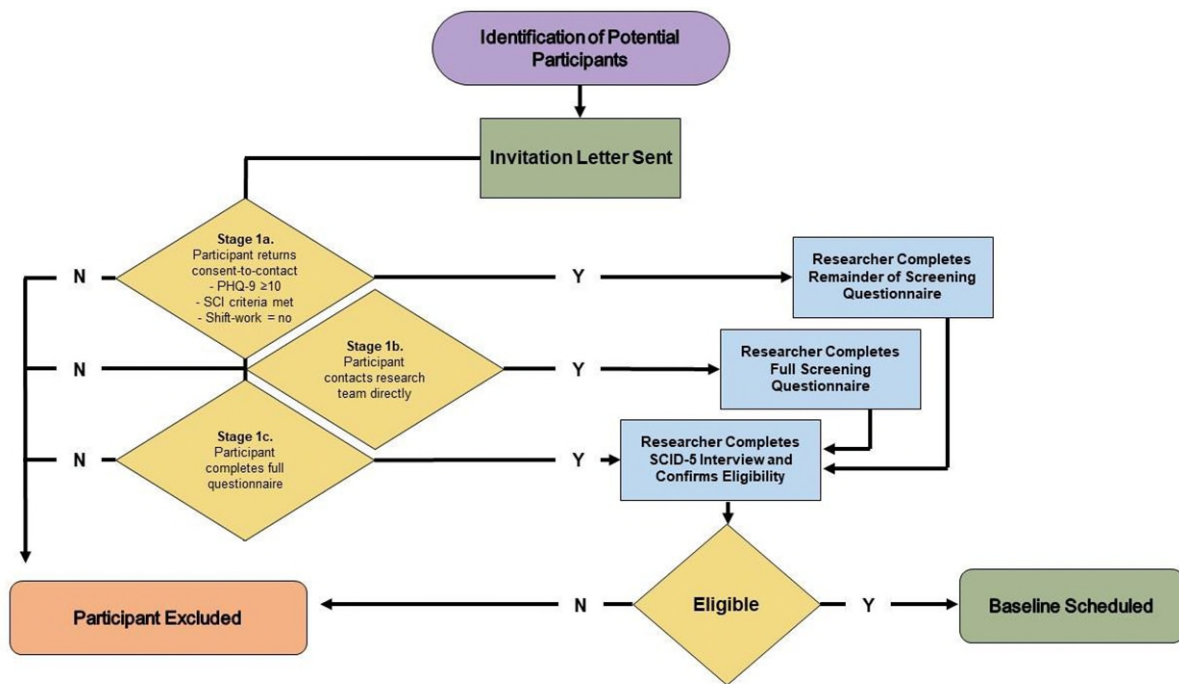 Identification of Potential
Participants
Invitation Letter Sent
Stage 1a.
Participant returns
consent-to-contact
- PHQ-9 ≥10
- SCI criteria met
- Shift-work = no
N
Y
Researcher Completes
Remainder of Screening
Questionnaire
Stage 1b.
Participant
contacts research
team directly
N
Y
Researcher Completes
Full Screening
Questionnaire
Stage 1c.
Participant
completes full
questionnaire
N
Y
Researcher Completes
SCID-5 Interview and
Confirms Eligibility
Participant Excluded
N
Eligible
Y
Baseline Scheduled